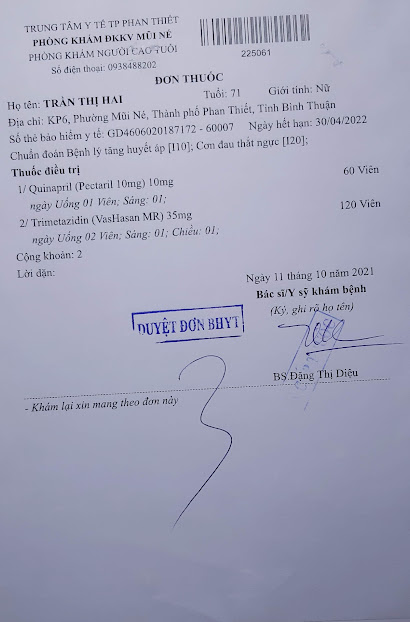 TRUNG TÂM Y TẾ TP PHAN THIẾT
PHÒNG KHÁM ĐKKV MŨI NÉ
PHÒNG KHÁM NGƯỜI CAO TUỔI
Số điện thoại: 0938488202
225061
ĐƠN THUỐC
Họ tên: TRẦN THỊ HAI Tuổi: 71 Giới tính: Nữ
Địa chỉ: KP6, Phường Mũi Né, Thành phố Phan Thiết, Tỉnh Bình Thuận
Số thẻ bảo hiểm y tế: GD4606020187172 - 60007 Ngày hết hạn: 30/04/2022
Chuẩn đoán Bệnh lý tăng huyết áp [I10]; Cơn đau thắt ngực [I20];
Thuốc điều trị
1/ Quinapril (Pectaril 10mg) 10mg 60 Viên
ngày Uống 01 Viên; Sáng: 01;
2/ Trimetazidin (VasHasan MR) 35mg 120 Viên
ngày Uống 02 Viên; Sáng: 01; Chiều: 01;
Cộng khoản: 2
Lời dặn:
Ngày 11 tháng 10 năm 2021
Bác sĩ/Y sỹ khám bệnh
(Ký, ghi rõ họ tên)
DUYỆT ĐƠN BHYT
BS.Đặng Thị Diệu
- Khám lại xin mang theo đơn này